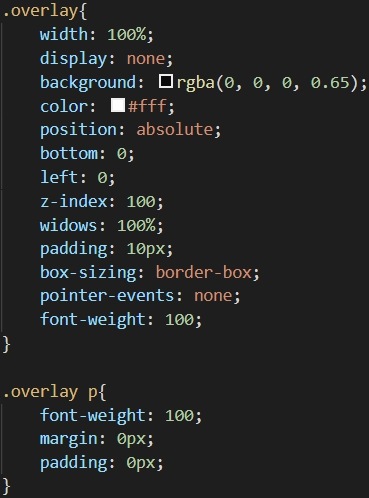 .overlay{
    width: 100%;
    display: none;
    background: rgba(0, 0, 0, 0.65);
    color: #fff;
    position: absolute;
    bottom: 0;
    left: 0;
    z-index: 100;
    widows: 100%;
    padding: 10px;
    box-sizing: border-box;
    pointer-events: none;
    font-weight: 100;
}

.overlay p{
    font-weight: 100;
    margin: 0px;
    padding: 0px;
}